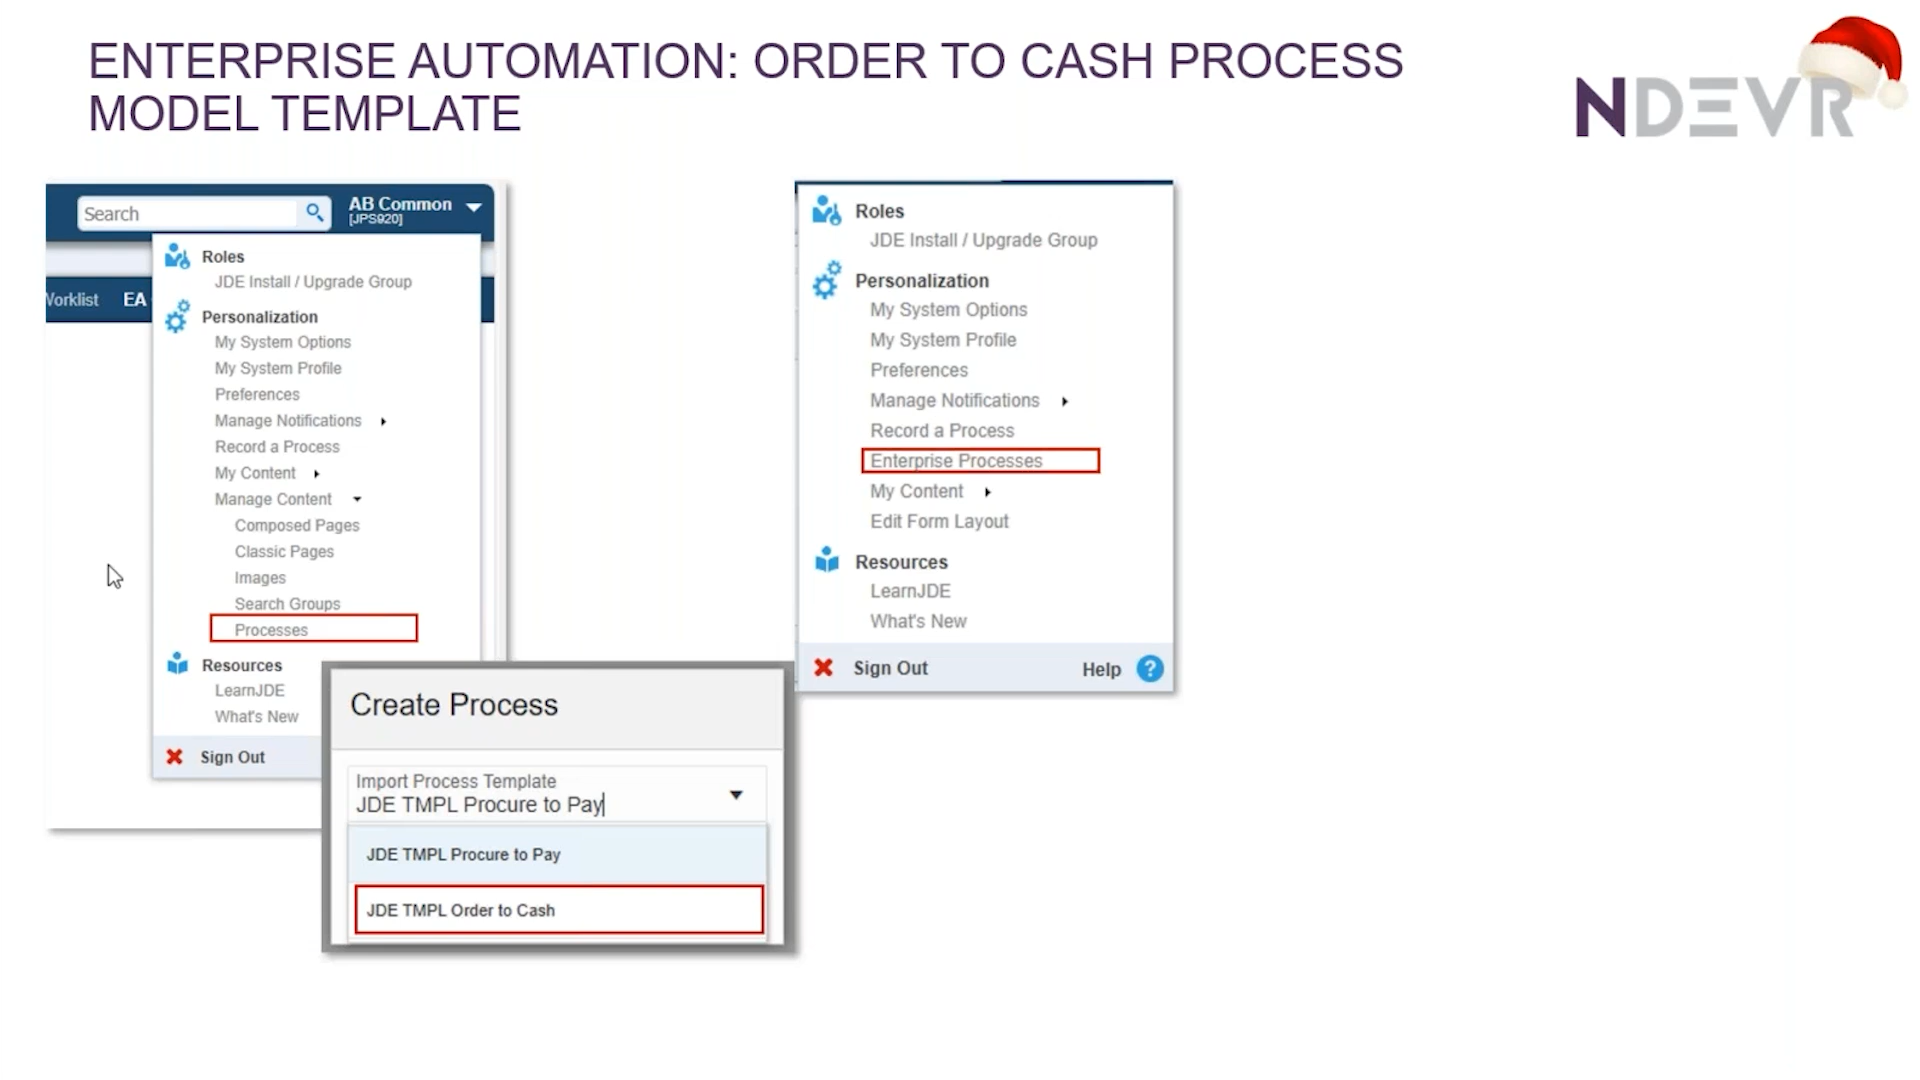 ENTERPRISE AUTOMATION: ORDER TO CASH PROCESS
MODEL TEMPLATE
NDEVR
Search
AB Common
[JPS920]
Worklist EA
Roles
JDE Install / Upgrade Group
Personalization
My System Options
My System Profile
Preferences
Manage Notifications
Record a Process
My Content
Manage Content
Composed Pages
Classic Pages
Images
Search Groups
Processes
Resources
LearnJDE
What's New
Sign Out
Create Process
Import Process Template
JDE TMPL Procure to Pay
JDE TMPL Procure to Pay
JDE TMPL Order to Cash
Roles
JDE Install / Upgrade Group
Personalization
My System Options
My System Profile
Preferences
Manage Notifications
Record a Process
Enterprise Processes
My Content
Edit Form Layout
Resources
LearnJDE
What's New
Sign Out Help ?